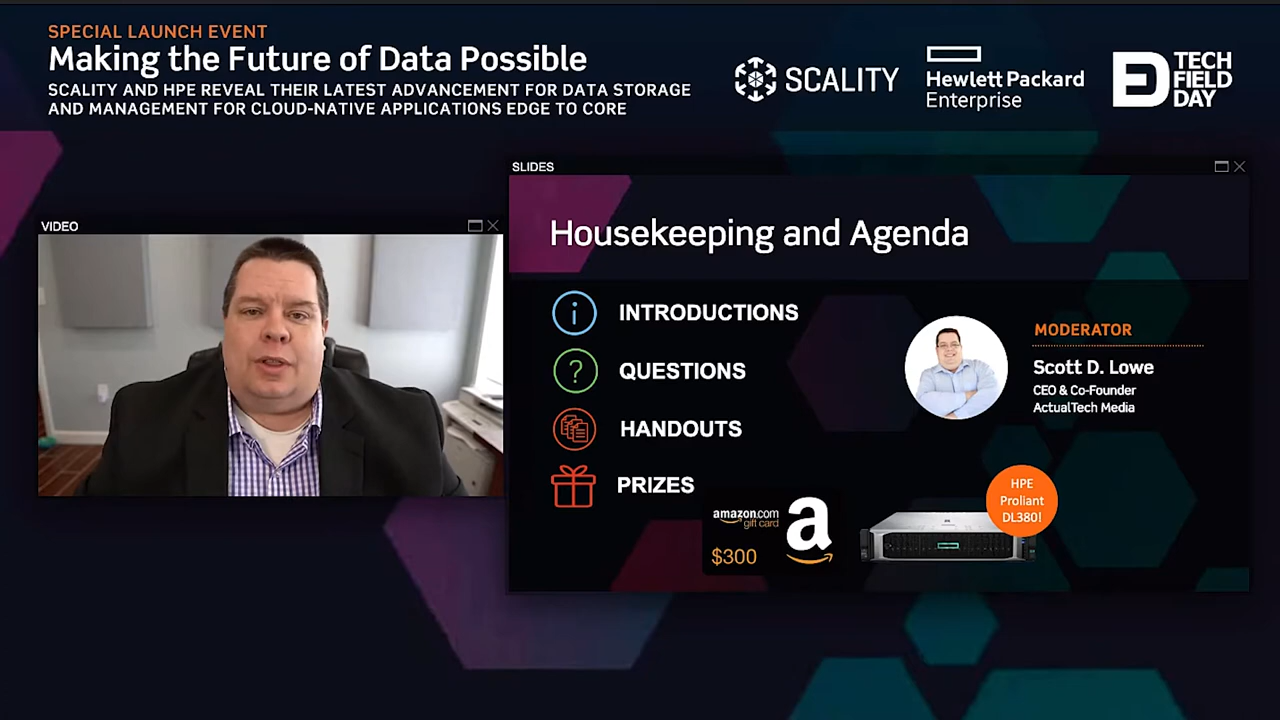 SPECIAL LAUNCH EVENT
Making the Future of Data Possible
SCALITY AND HPE REVEAL THEIR LATEST ADVANCEMENT FOR DATA STORAGE
AND MANAGEMENT FOR CLOUD-NATIVE APPLICATIONS EDGE TO CORE
SCALITY
Hewlett Packard
Enterprise
TECH
FIELD
DAY
VIDEO
SLIDES
Housekeeping and Agenda
INTRODUCTIONS
QUESTIONS
HANDOUTS
PRIZES
MODERATOR
Scott D. Lowe
CEO & Co-Founder
ActualTech Media
amazon.com
gift card
$300
a
HPE
Proliant
DL380!